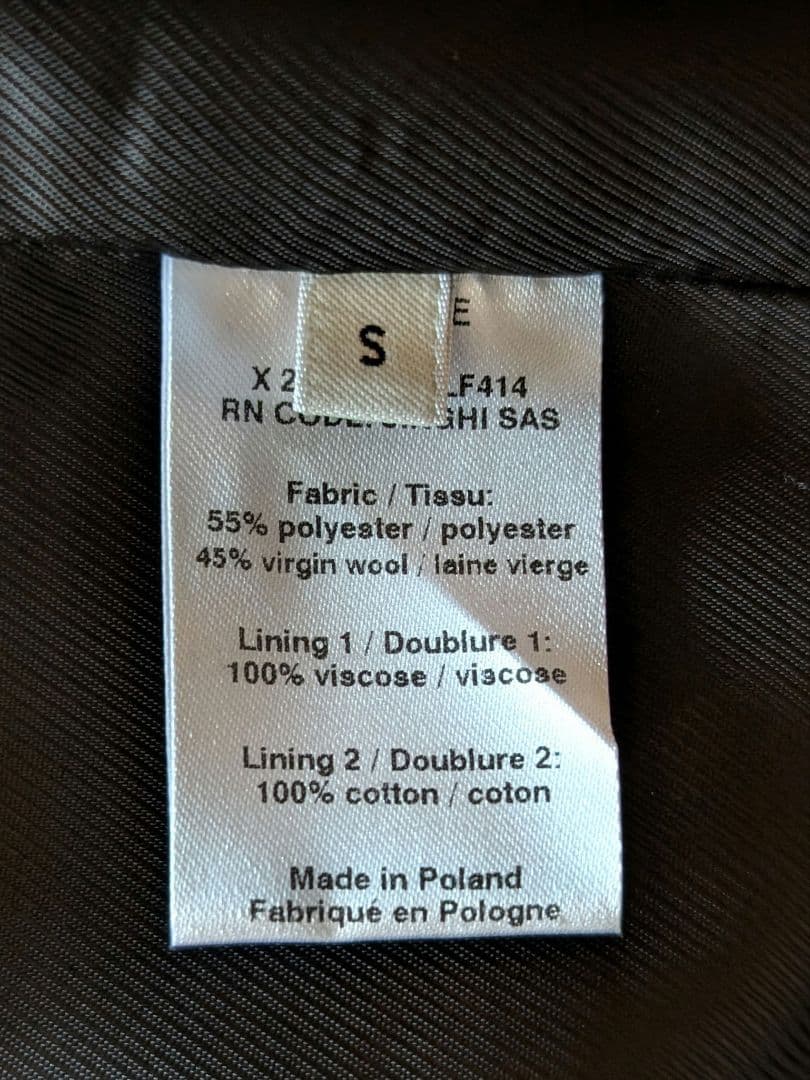 S
E
X 2 LF414
RN GHI SAS
Fabric / Tissu:
55% polyester / polyester
45% virgin wool / laine vierge
Lining 1 / Doublure 1:
100% viscose / viscose
Lining 2 / Doublure 2:
100% cotton / coton
Made in Poland
Fabriqué en Pologne